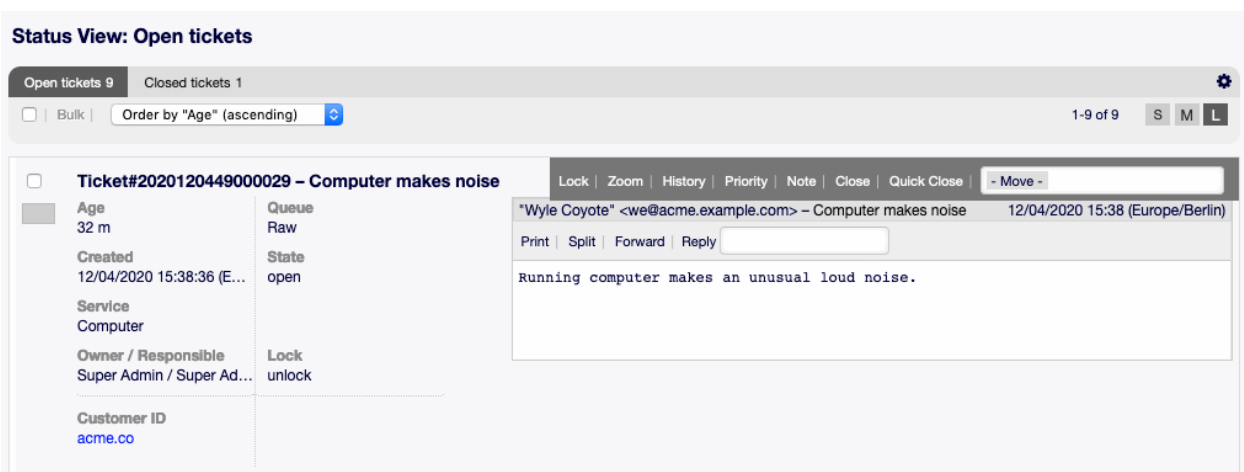 Status View: Open tickets
Open tickets 9 Closed tickets 1
| Bulk | Order by "Age" (ascending) 1-9 of 9 S M L
Ticket#2020120449000029 – Computer makes noise
Lock | Zoom | History | Priority | Note | Close | Quick Close | - Move -
Age Queue
32 m Raw
Created State
12/04/2020 15:38:36 (E... open
Service
Computer
Owner / Responsible Lock
Super Admin / Super Ad... unlock
Customer ID
acme.co
"Wyle Coyote" <we@acme.example.com> – Computer makes noise 12/04/2020 15:38 (Europe/Berlin)
Print | Split | Forward | Reply
Running computer makes an unusual loud noise.